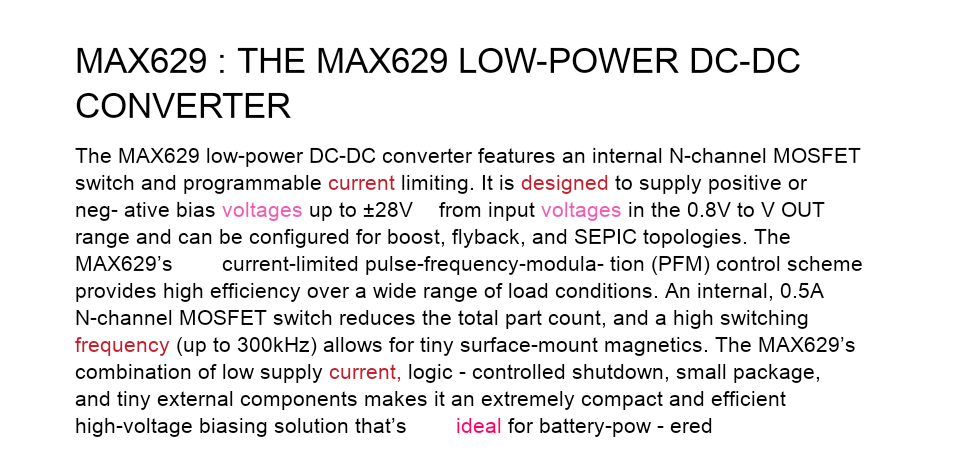 MAX629 : THE MAX629 LOW-POWER DC-DC
CONVERTER
The MAX629 low-power DC-DC converter features an internal N-channel MOSFET
switch and programmable current limiting. It is designed to supply positive or
neg- ative bias voltages up to ±28V from input voltages in the 0.8V to V OUT
range and can be configured for boost, flyback, and SEPIC topologies. The
MAX629’s current-limited pulse-frequency-modula- tion (PFM) control scheme
provides high efficiency over a wide range of load conditions. An internal, 0.5A
N-channel MOSFET switch reduces the total part count, and a high switching
frequency (up to 300kHz) allows for tiny surface-mount magnetics. The MAX629’s
combination of low supply current, logic - controlled shutdown, small package,
and tiny external components makes it an extremely compact and efficient
high-voltage biasing solution that’s ideal for battery-pow - ered